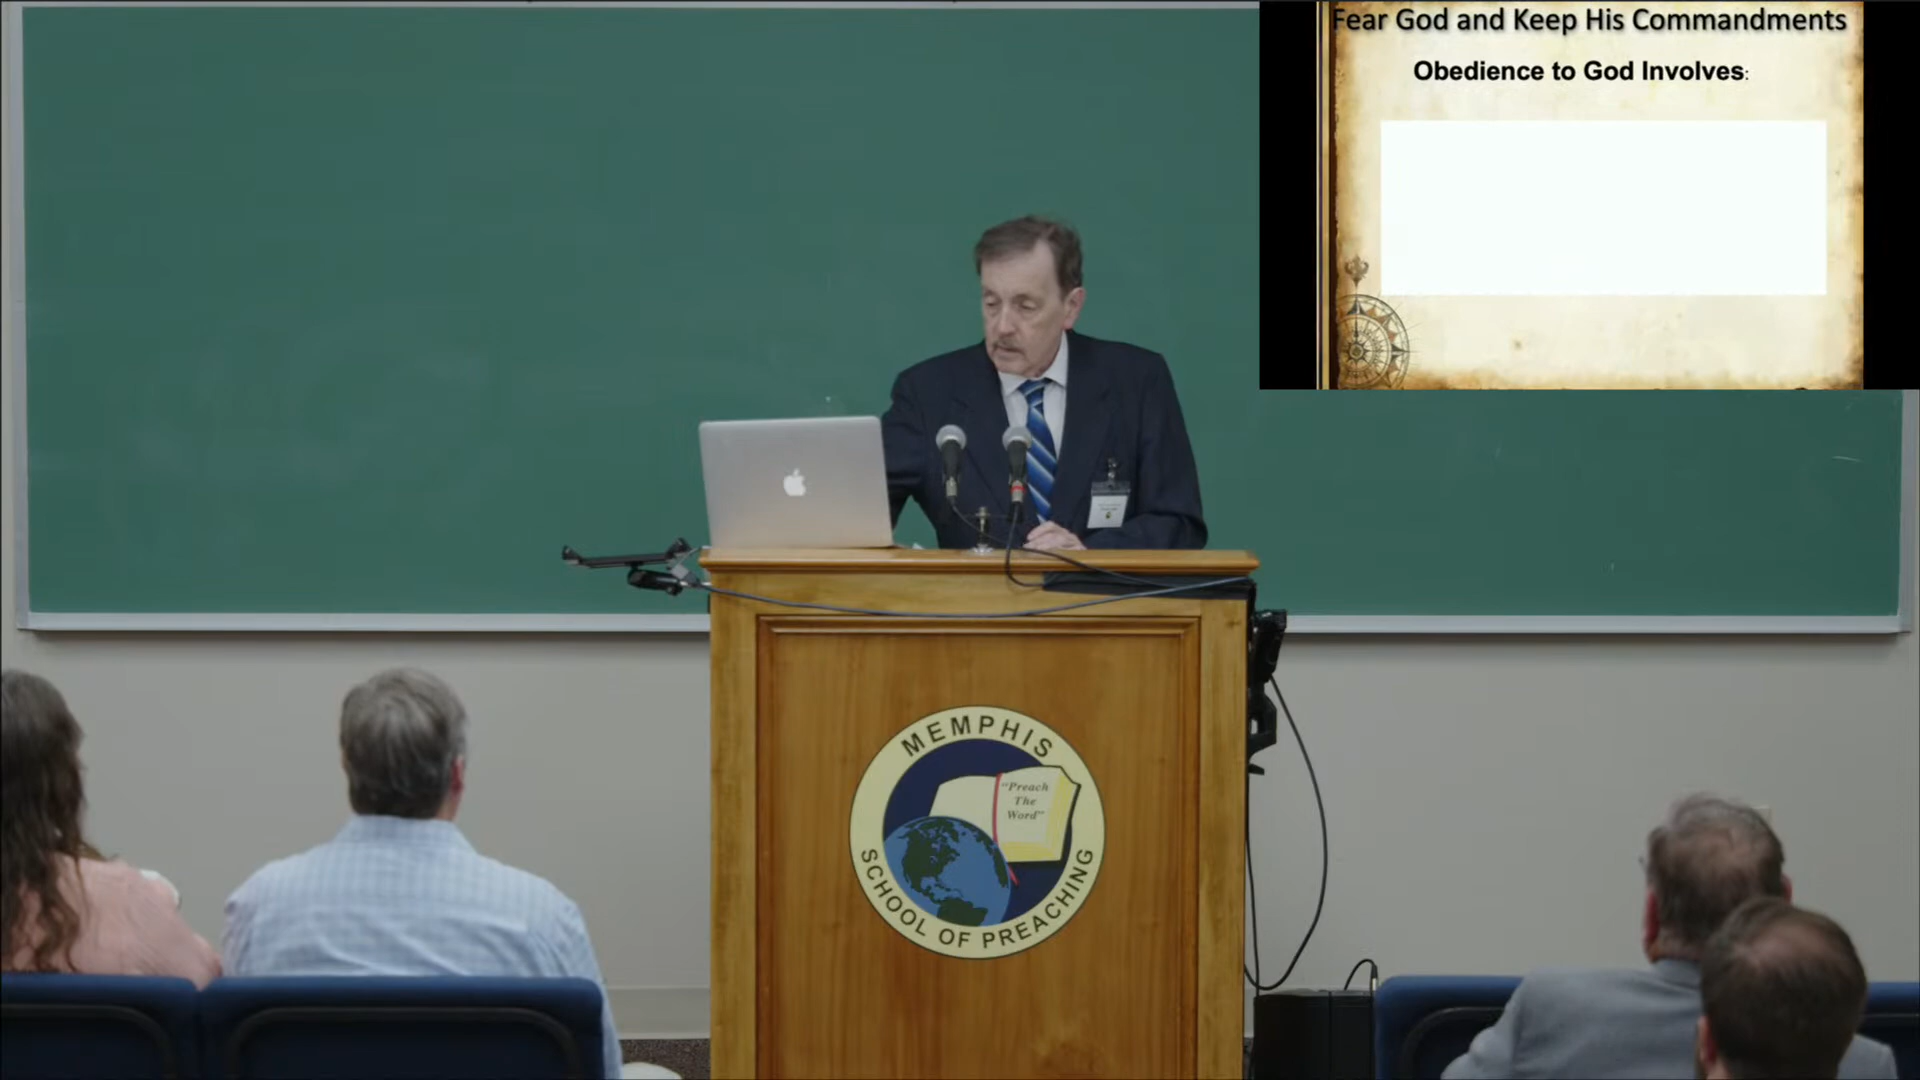 Fear God and Keep His Commandments
Obedience to God Involves:
MEMPHIS
"Preach
The
Word"
SCHOOL OF PREACHING